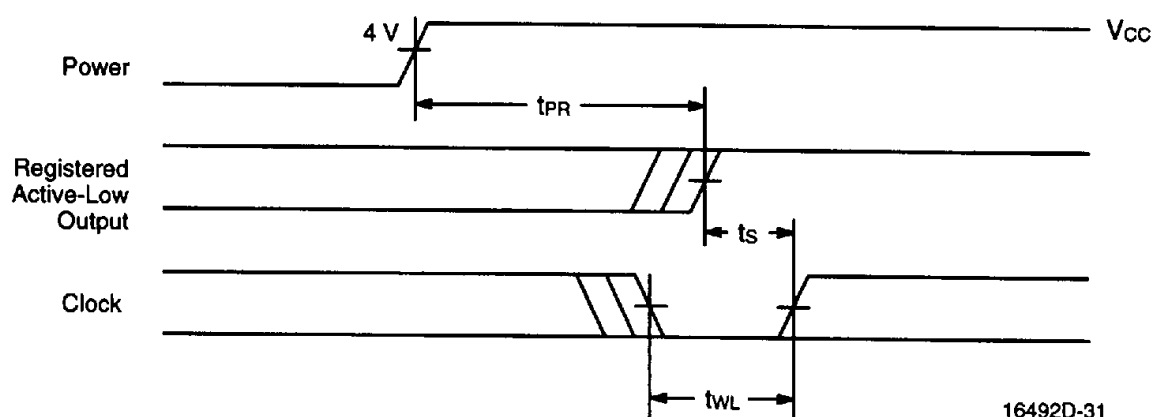 4 V
VCC
Power
tPR
Registered
Active-Low
Output
tS
Clock
tWL
16492D-31